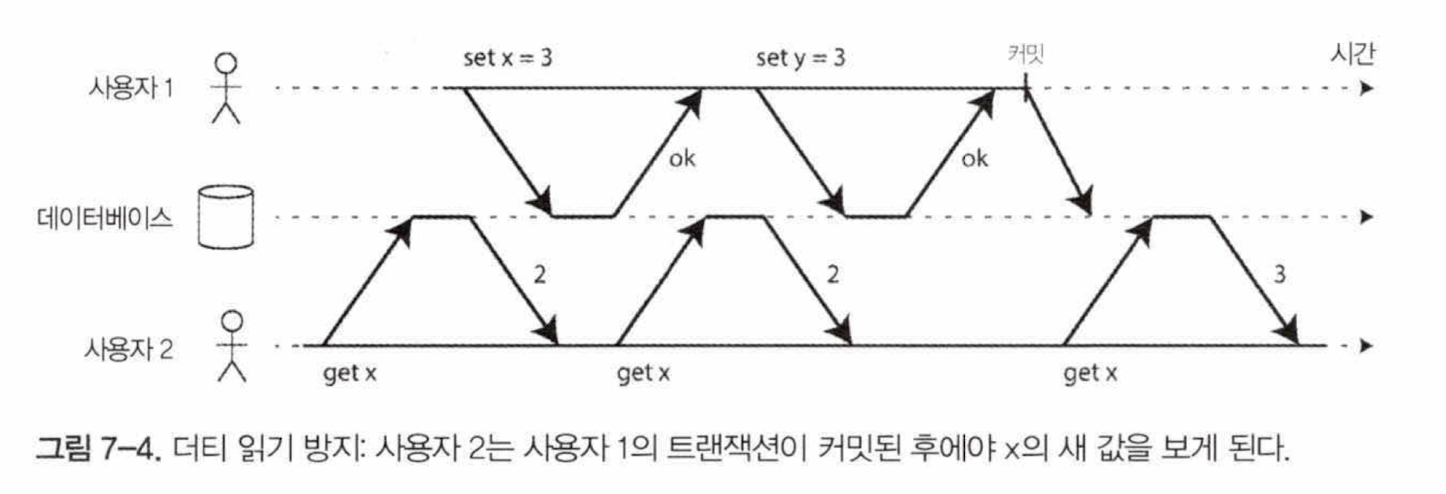 set x = 3
set y = 3
커밋
시간
사용자 1
ok
ok
데이터베이스
2
2
3
사용자 2
get x
get x
get x
그림 7-4. 더티 읽기 방지: 사용자 2는 사용자 1의 트랜잭션이 커밋된 후에야 x의 새 값을 보게 된다.